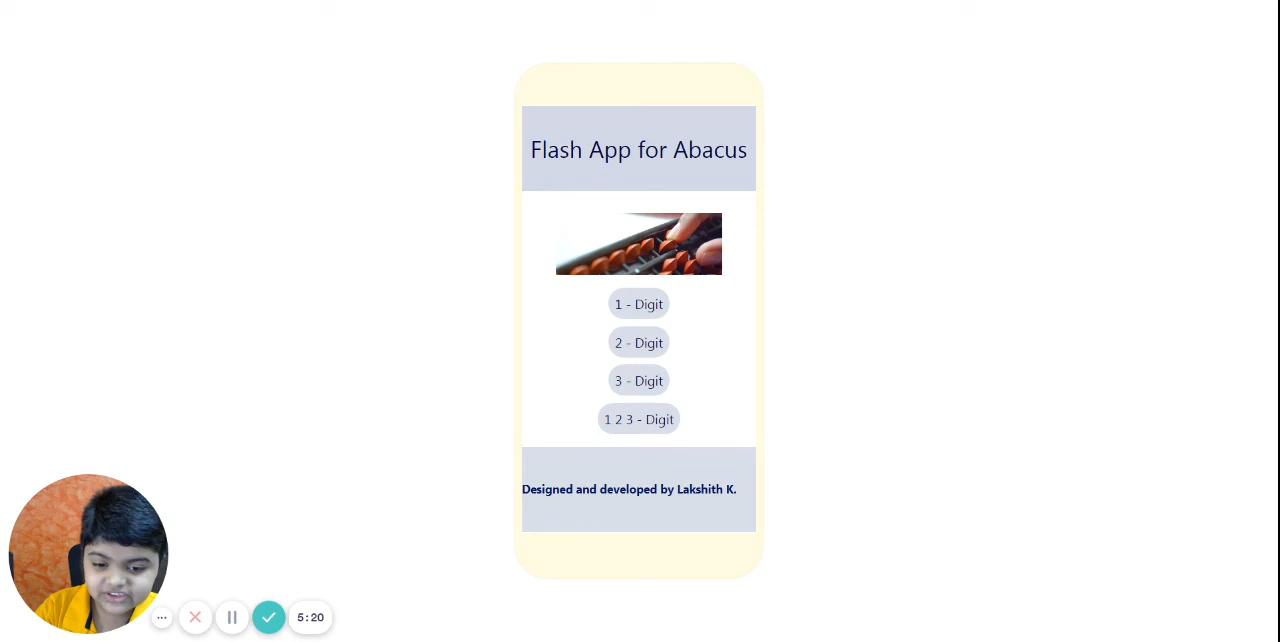 Flash App for Abacus
1 - Digit
2 - Digit
3 - Digit
1 2 3 - Digit
Designed and developed by Lakshith K.
5:20